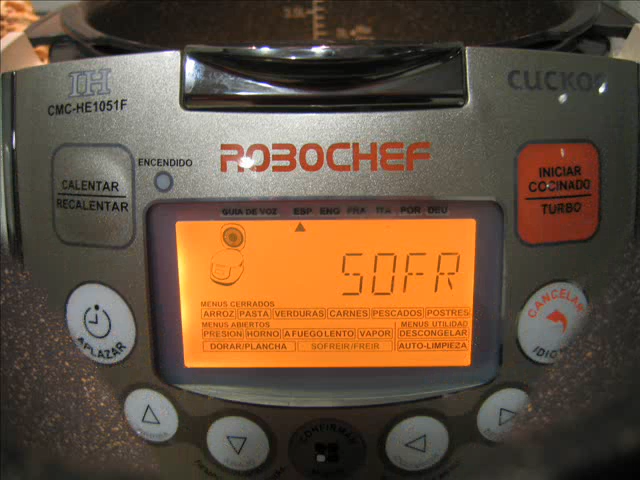 IH
CUCKOO
CMC-HE1051F
ROBOCHEF
ENCENDIDO
CALENTAR
RECALENTAR
INICIAR
COCINADO
TURBO
GUIA DE VOZ ESP ENG FRA ITA POR DEU
SOFR
MENUS CERRADOS
ARROZ PASTA VERDURAS CARNES PESCADOS POSTRES
MENUS ABIERTOS MENUS UTILIDAD
PRESION HORNO A FUEGO LENTO VAPOR DESCONGELAR
DORAR/PLANCHA SOFREIR/FREIR AUTO-LIMPIEZA
APLAZAR
CANCELAR
CONFIRMAR